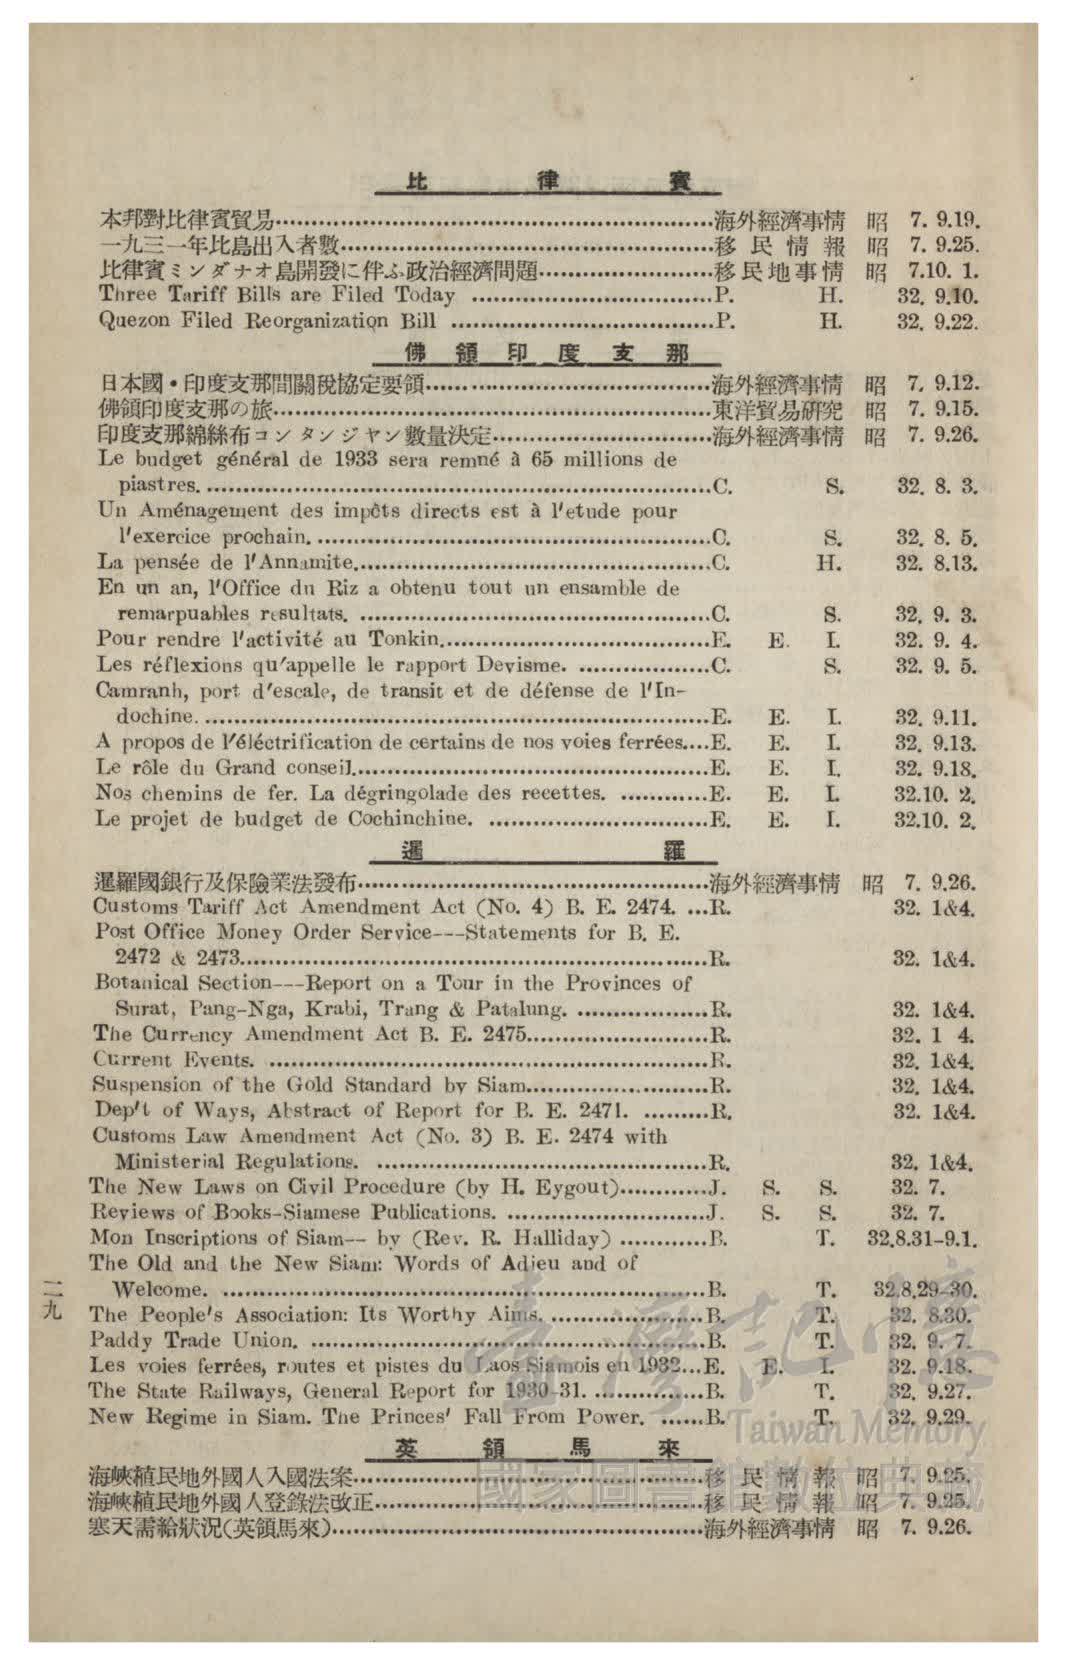 比律賓
本邦對比律賓貿易……海外經濟事情 昭 7. 9.19.
一九三一年比島出入者數……移民情報 昭 7. 9.25.
比律賓ミンダナオ島開發に伴ふ政治經濟問題……移民地事情 昭 7.10. 1.
Three Tariff Bills are Filed Today ……P. H. 32. 9.10.
Quezon Filed Reorganization Bill ……P. H. 32. 9.22.
佛領印度支那
日本國・印度支那間關稅協定要領……海外經濟事情 昭 7. 9.12.
佛領印度支那の旅……東洋貿易研究 昭 7. 9.15.
印度支那綿絲布コンタンジヤン數量決定……海外經濟事情 昭 7. 9.26.
Le budget général de 1933 sera remné à 65 millions de
piastres. ……C. S. 32. 8. 3.
Un Aménagement des impôts directs est à l'etude pour
l'exercice prochain. ……C. S. 32. 8. 5.
La pensée de l'Annamite.……C. H. 32. 8.13.
En un an, l'Office du Riz a obtenu tout un ensamble de
remarpuables resultats. ……C. S. 32. 9. 3.
Pour rendre l'activité au Tonkin.……E. E. I. 32. 9. 4.
Les réflexions qu'appelle le rapport Devisme. ……C. S. 32. 9. 5.
Camranh, port d'escale, de transit et de défense de l'In-
dochine. ……E. E. I. 32. 9.11.
A propos de l'éléctrification de certains de nos voies ferrées.…E. E. I. 32. 9.13.
Le rôle du Grand conseil.……E. E. I. 32. 9.18.
Nos chemins de fer. La dégringolade des recettes. ……E. E. I. 32.10. 2.
Le projet de budget de Cochinchine. ……E. E. I. 32.10. 2.
暹羅
暹羅國銀行及保險業法發布……海外經濟事情 昭 7. 9.26.
Customs Tariff Act Amendment Act (No. 4) B. E. 2474. …R. 32. 1&4.
Post Office Money Order Service---Statements for B. E.
2472 & 2473.……R. 32. 1&4.
Botanical Section---Report on a Tour in the Provinces of
Surat, Pang-Nga, Krabi, Trang & Patalung. ……R. 32. 1&4.
The Currency Amendment Act B. E. 2475.……R. 32. 1 4.
Current Events. ……R. 32. 1&4.
Suspension of the Gold Standard by Siam.……R. 32. 1&4.
Dep't of Ways, Abstract of Report for B. E. 2471. ……R. 32. 1&4.
Customs Law Amendment Act (No. 3) B. E. 2474 with
Ministerial Regulations. ……R. 32. 1&4.
The New Laws on Civil Procedure (by H. Eygout)……J. S. S. 32. 7.
Reviews of Books-Siamese Publications. ……J. S. S. 32. 7.
Mon Inscriptions of Siam-- by (Rev. R. Halliday) ……B. T. 32.8.31-9.1.
The Old and the New Siam: Words of Adieu and of
Welcome. ……B. T. 32.8.29-30.
The People's Association: Its Worthy Aims. ……B. T. 32. 8.30.
Paddy Trade Union. ……B. T. 32. 9. 7.
Les voies ferrées, routes et pistes du Laos Siamois en 1932…E. E. I. 32. 9.18.
The State Railways, General Report for 1930-31. ……B. T. 32. 9.27.
New Regime in Siam. The Princes' Fall From Power. ……B. T. 32. 9.29.
英領馬來
海峽植民地外國人入國法案……移民情報 昭 7. 9.25.
海峽植民地外國人登錄法改正……移民情報 昭 7. 9.25.
寒天需給狀況(英領馬來)……海外經濟事情 昭 7. 9.26.
二九
臺灣記憶
Taiwan Memory
國家圖書館數位典藏